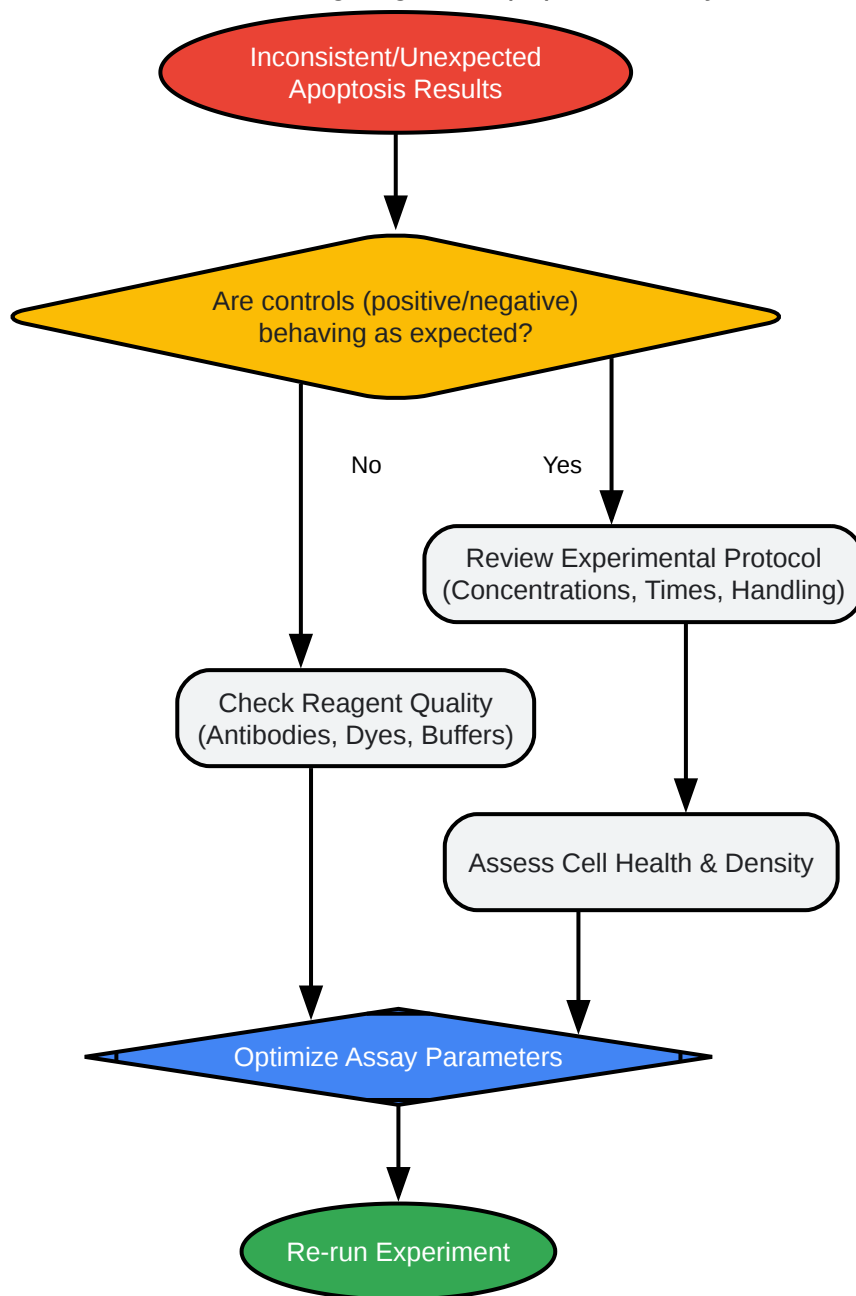 Inconsistent/Unexpected
Apoptosis Results
Are controls (positive/negative)
behaving as expected?
No
Yes
Review Experimental Protocol
(Concentrations, Times, Handling)
Check Reagent Quality
(Antibodies, Dyes, Buffers)
Assess Cell Health & Density
Optimize Assay Parameters
Re-run Experiment